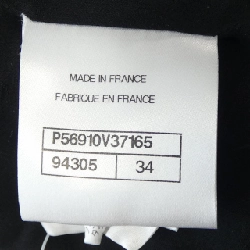 MADE IN FRANCE
FABRIQUE EN FRANCE
P56910V37165
94305 34